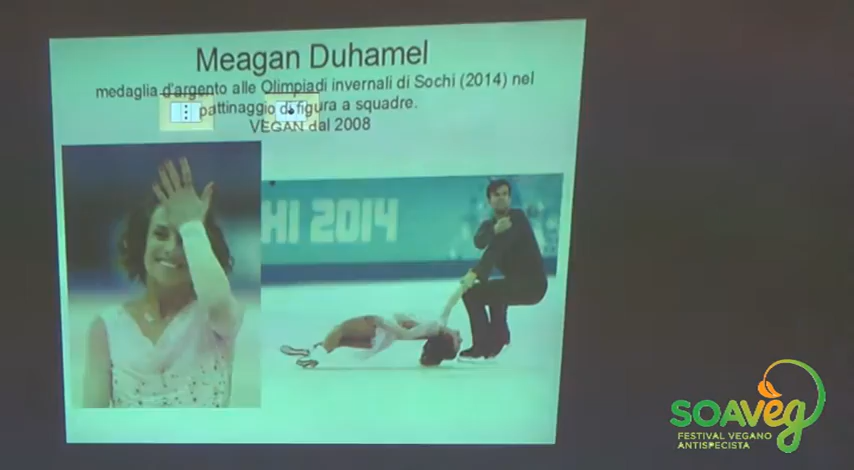 Meagan Duhamel
medaglia d'argento alle Olimpiadi invernali di Sochi (2014) nel
pattinaggio di figura a squadre.
VEGAN dal 2008
HI 2014
SOAVEG
FESTIVAL VEGANO
ANTISPECISTA